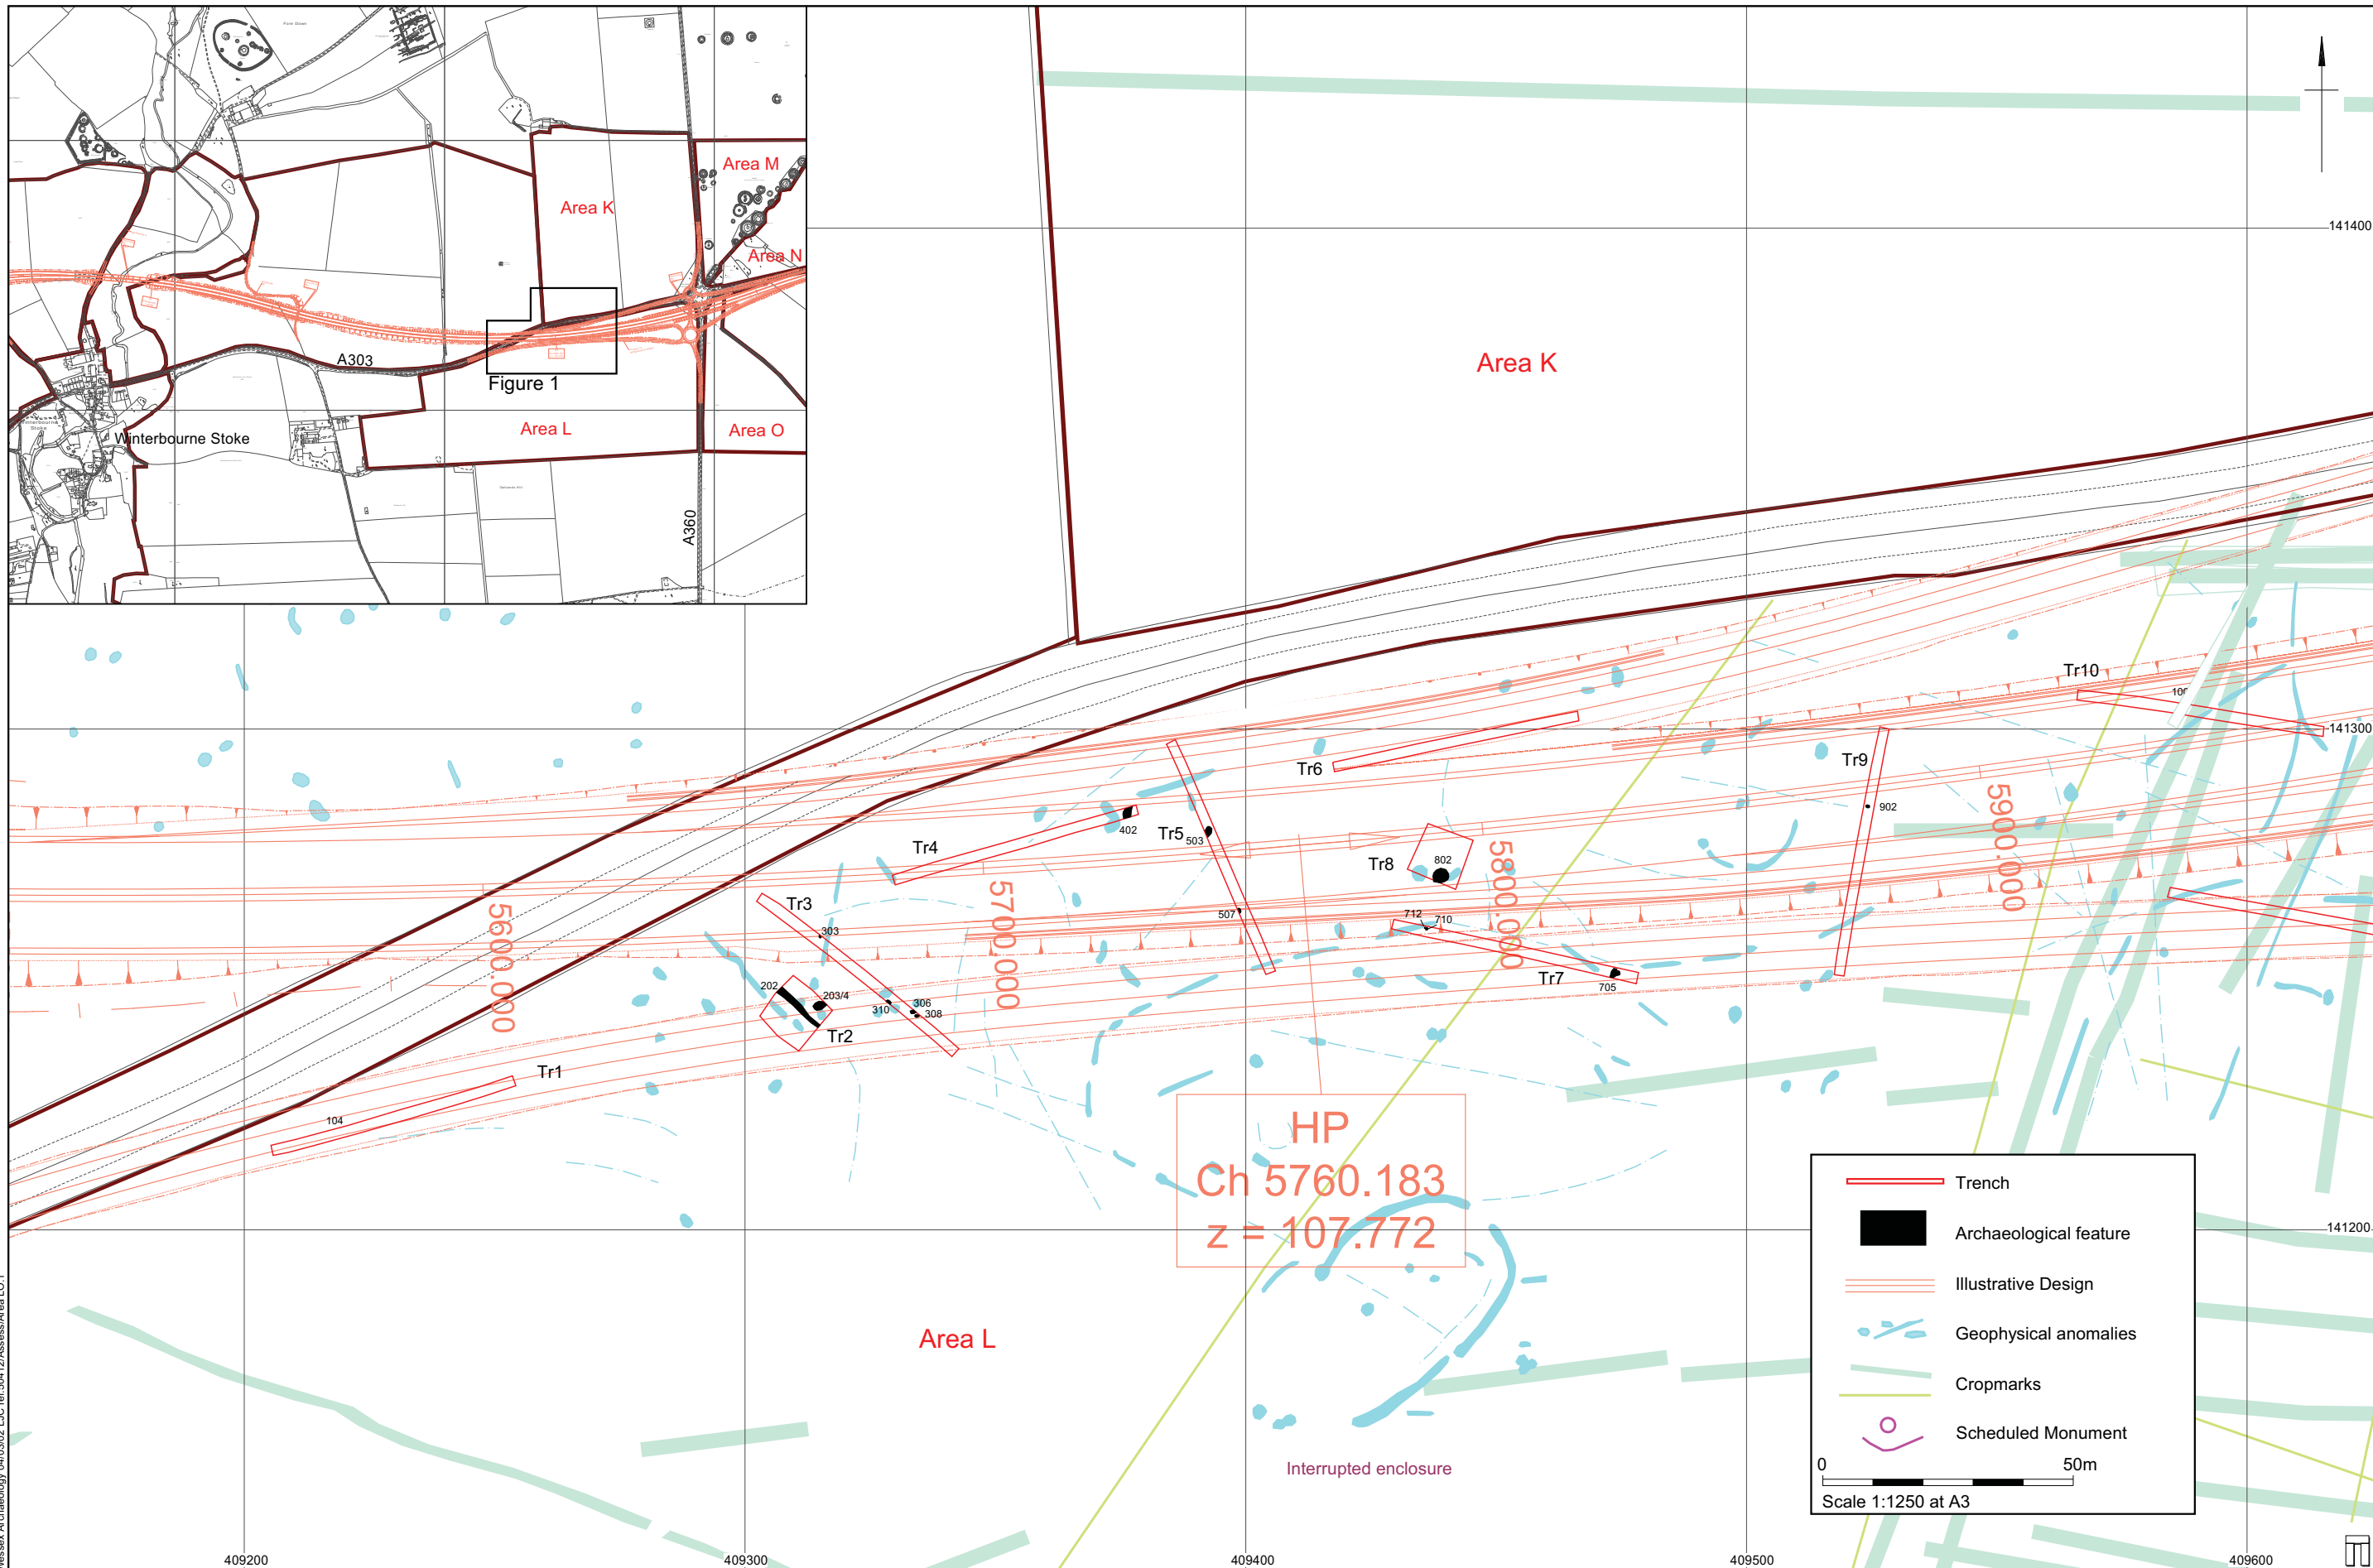 Area M
Area K
Area N
A303
Figure 1
Winterbourne Stoke
Area L
Area O
A360
141400
Area K
Tr10
141300
Tr6
Tr9
902
Tr4
402
Tr5
503
Tr8
802
5900.000
5800.000
5700.000
5600.000
Tr3
303
507
712
710
Tr7
705
202
203/4
306
310
308
Tr2
Tr1
104
HP
Ch 5760.183
z = 107.772
141200
Area L
Interrupted enclosure
Trench
Archaeological feature
Illustrative Design
Geophysical anomalies
Cropmarks
Scheduled Monument
0
50m
Scale 1:1250 at A3
409200
409300
409400
409500
409600